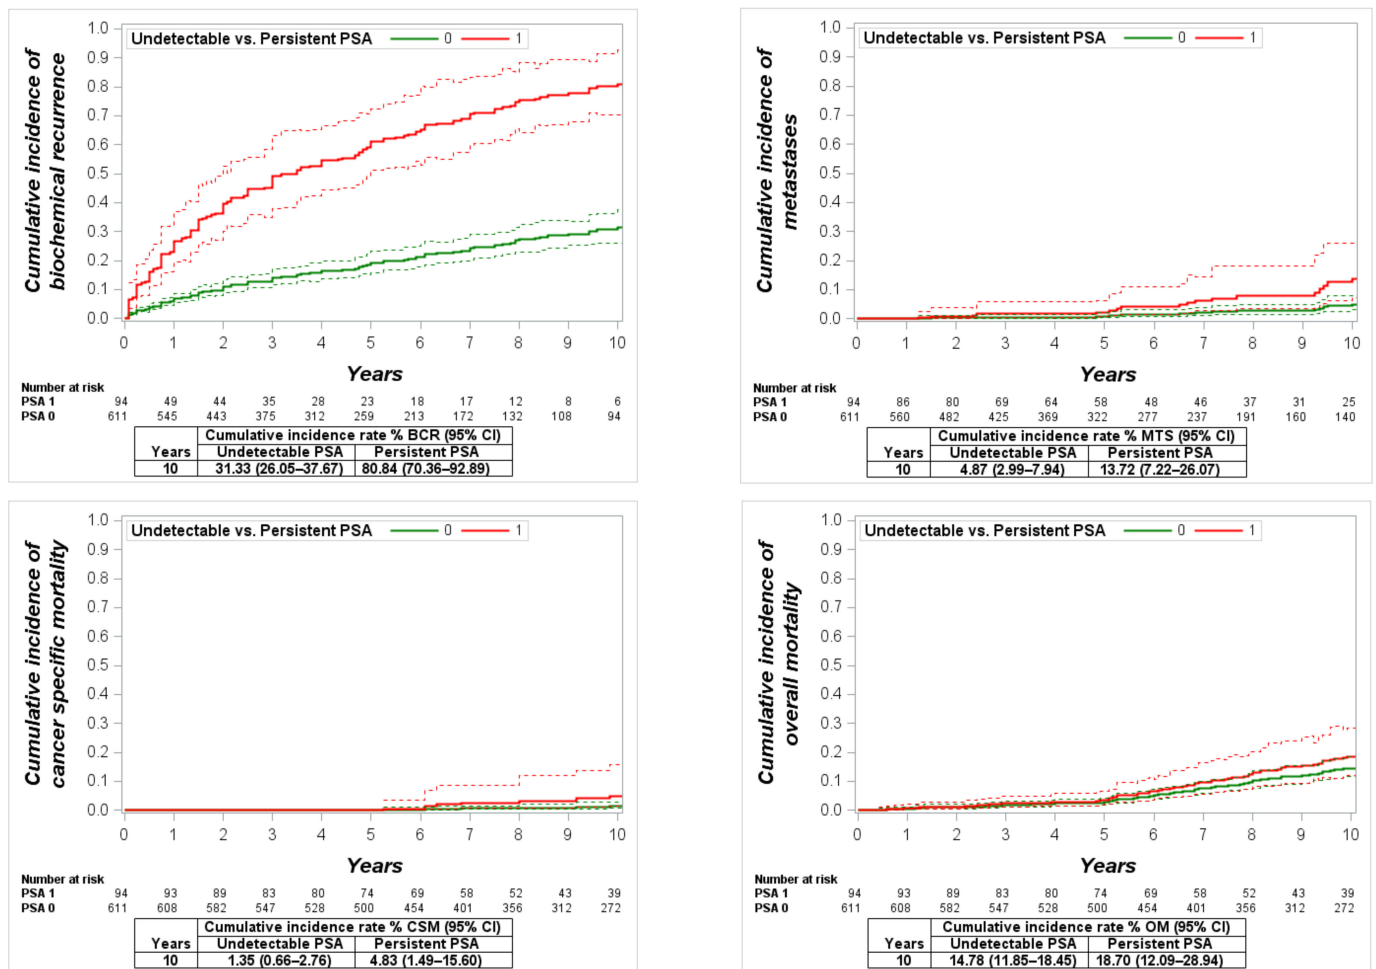 Cumulative incidence of
biochemical recurrence
Undetectable vs. Persistent PSA 0 1
1.0
0.9
0.8
0.7
0.6
0.5
0.4
0.3
0.2
0.1
0.0
0 1 2 3 4 5 6 7 8 9 10
Years
Number at risk
PSA 1 94 49 44 35 28 23 18 17 12 8 6
PSA 0 611 545 443 375 312 259 213 172 132 108 94
Cumulative incidence rate % BCR (95% CI)
Years Undetectable PSA Persistent PSA
10 31.33 (26.05–37.67) 80.84 (70.36–92.89)
Cumulative incidence of
metastases
Undetectable vs. Persistent PSA 0 1
1.0
0.9
0.8
0.7
0.6
0.5
0.4
0.3
0.2
0.1
0.0
0 1 2 3 4 5 6 7 8 9 10
Years
Number at risk
PSA 1 94 86 80 69 64 58 48 46 37 31 25
PSA 0 611 560 482 425 369 322 277 237 191 160 140
Cumulative incidence rate % MTS (95% CI)
Years Undetectable PSA Persistent PSA
10 4.87 (2.99–7.94) 13.72 (7.22–26.07)
Cumulative incidence of
cancer specific mortality
Undetectable vs. Persistent PSA 0 1
1.0
0.9
0.8
0.7
0.6
0.5
0.4
0.3
0.2
0.1
0.0
0 1 2 3 4 5 6 7 8 9 10
Years
Number at risk
PSA 1 94 93 89 83 80 74 69 58 52 43 39
PSA 0 611 608 582 547 528 500 454 401 356 312 272
Cumulative incidence rate % CSM (95% CI)
Years Undetectable PSA Persistent PSA
10 1.35 (0.66–2.76) 4.83 (1.49–15.60)
Cumulative incidence of
overall mortality
Undetectable vs. Persistent PSA 0 1
1.0
0.9
0.8
0.7
0.6
0.5
0.4
0.3
0.2
0.1
0.0
0 1 2 3 4 5 6 7 8 9 10
Years
Number at risk
PSA 1 94 93 89 83 80 74 69 58 52 43 39
PSA 0 611 608 582 547 528 500 454 401 356 312 272
Cumulative incidence rate % OM (95% CI)
Years Undetectable PSA Persistent PSA
10 14.78 (11.85–18.45) 18.70 (12.09–28.94)